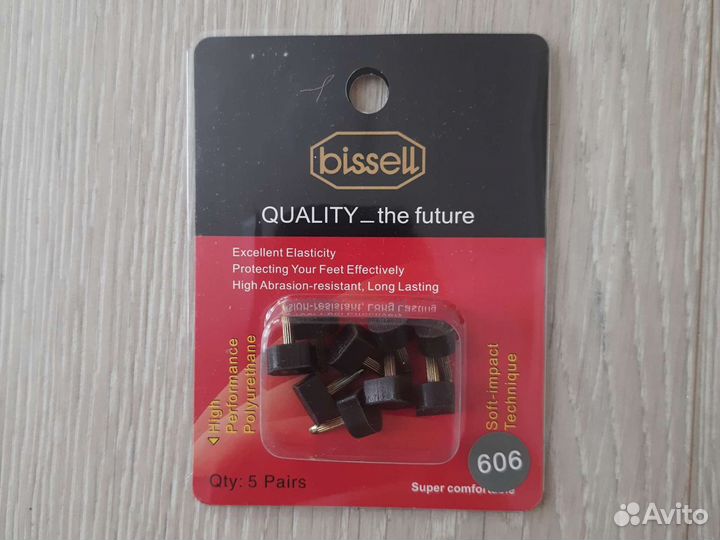 bissell
QUALITY_the future
Excellent Elasticity
Protecting Your Feet Effectively
High Abrasion-resistant, Long Lasting
High
Performance
Polyurethane
Soft-impact
Technique
606
Qty: 5 Pairs
Super comfortable
Avito